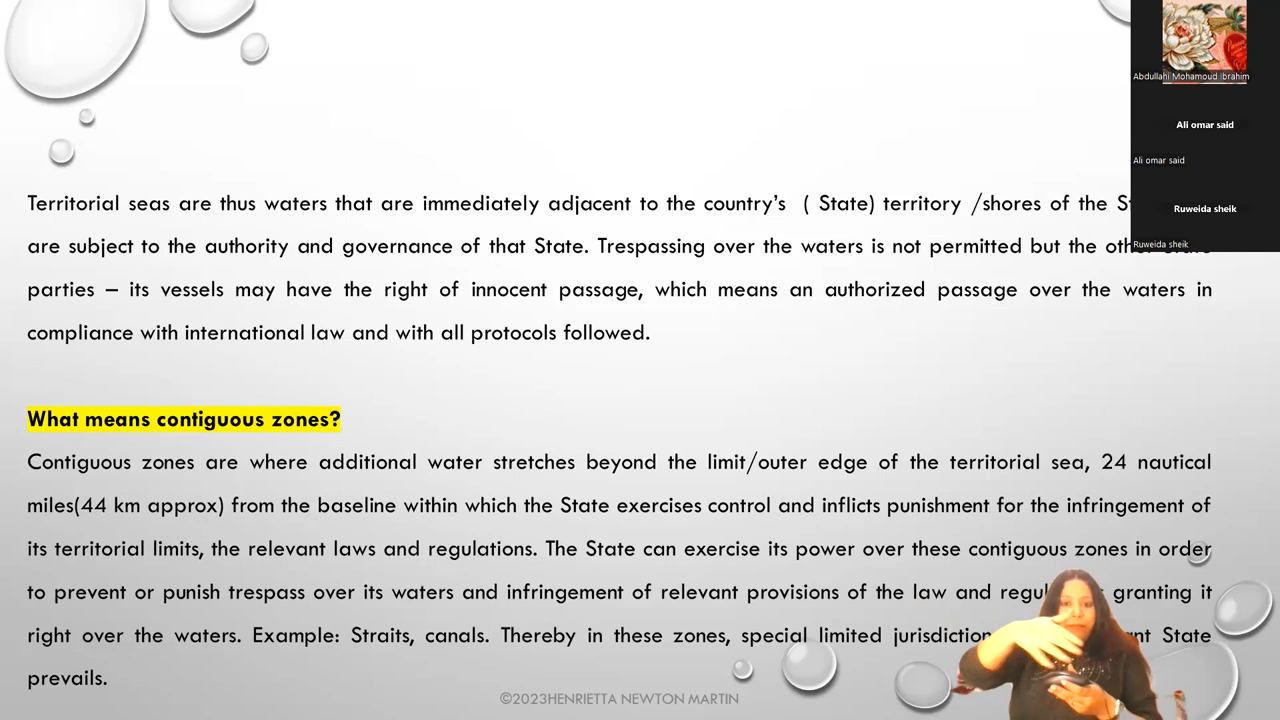 Abdullahi Mohamoud Ibrahim
Ali omar said
Ali omar said
Ruweida sheik
Ruweida sheik
Territorial seas are thus waters that are immediately adjacent to the country's ( State) territory /shores of the
are subject to the authority and governance of that State. Trespassing over the waters is not permitted but the
parties – its vessels may have the right of innocent passage, which means an authorized passage over the waters in
compliance with international law and with all protocols followed.
What means contiguous zones?
Contiguous zones are where additional water stretches beyond the limit/outer edge of the territorial sea, 24 nautical
miles(44 km approx) from the baseline within which the State exercises control and inflicts punishment for the infringement of
its territorial limits, the relevant laws and regulations. The State can exercise its power over these contiguous zones in order
to prevent or punish trespass over its waters and infringement of relevant provisions of the law and granting it
right over the waters. Example: Straits, canals. Thereby in these zones, special limited jurisdiction State
prevails.
©2023HENRIETTA NEWTON MARTIN